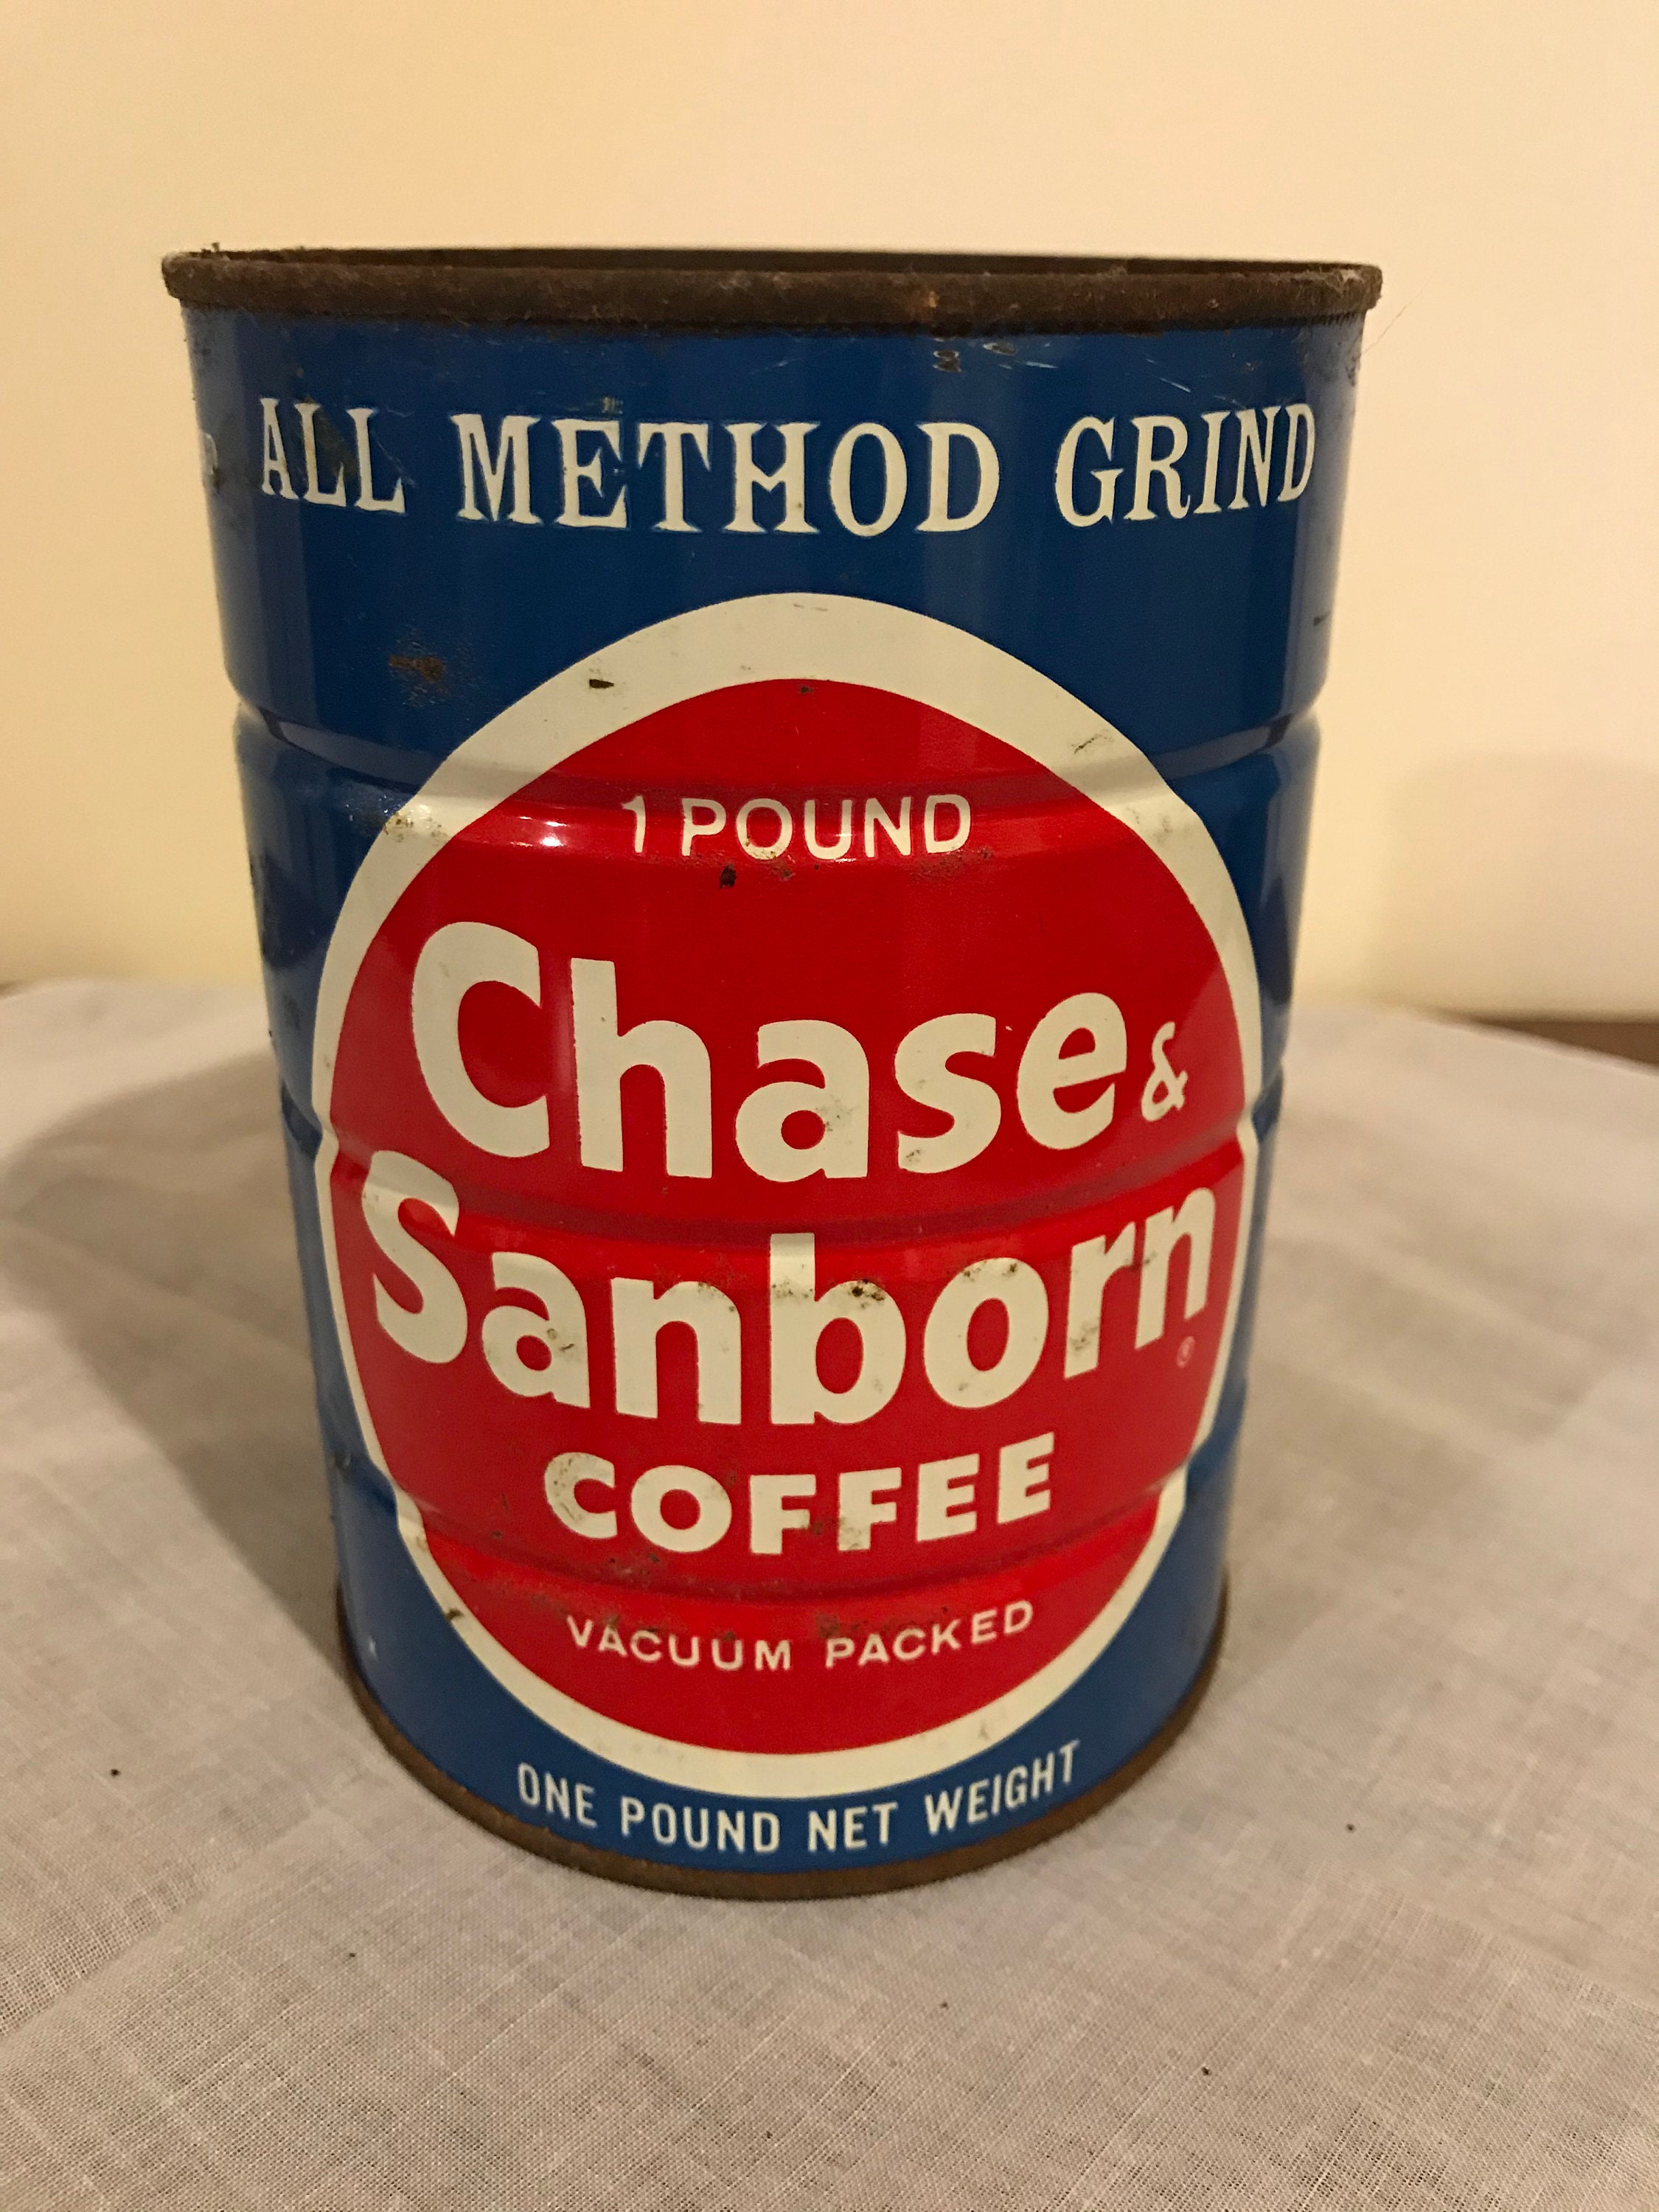 ALL METHOD GRIND
1 POUND
Chase &
Sanborn®
COFFEE
VACUUM PACKED
ONE POUND NET WEIGHT